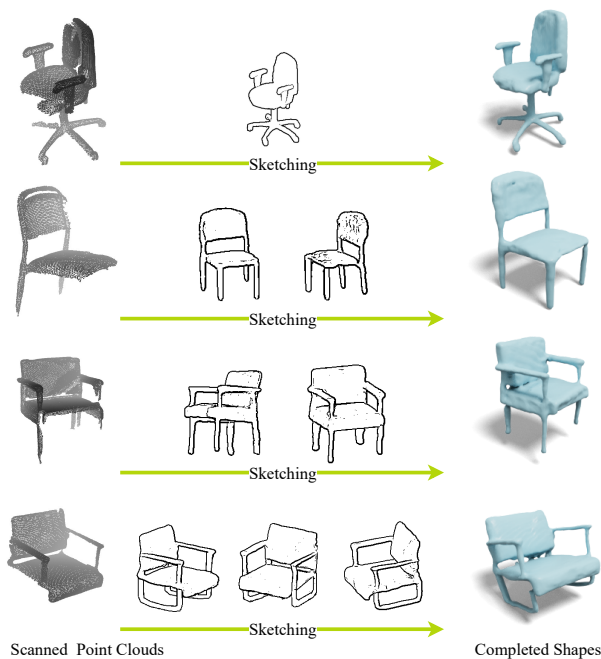 Sketching
Sketching
Sketching
Sketching
Scanned Point Clouds
Completed Shapes